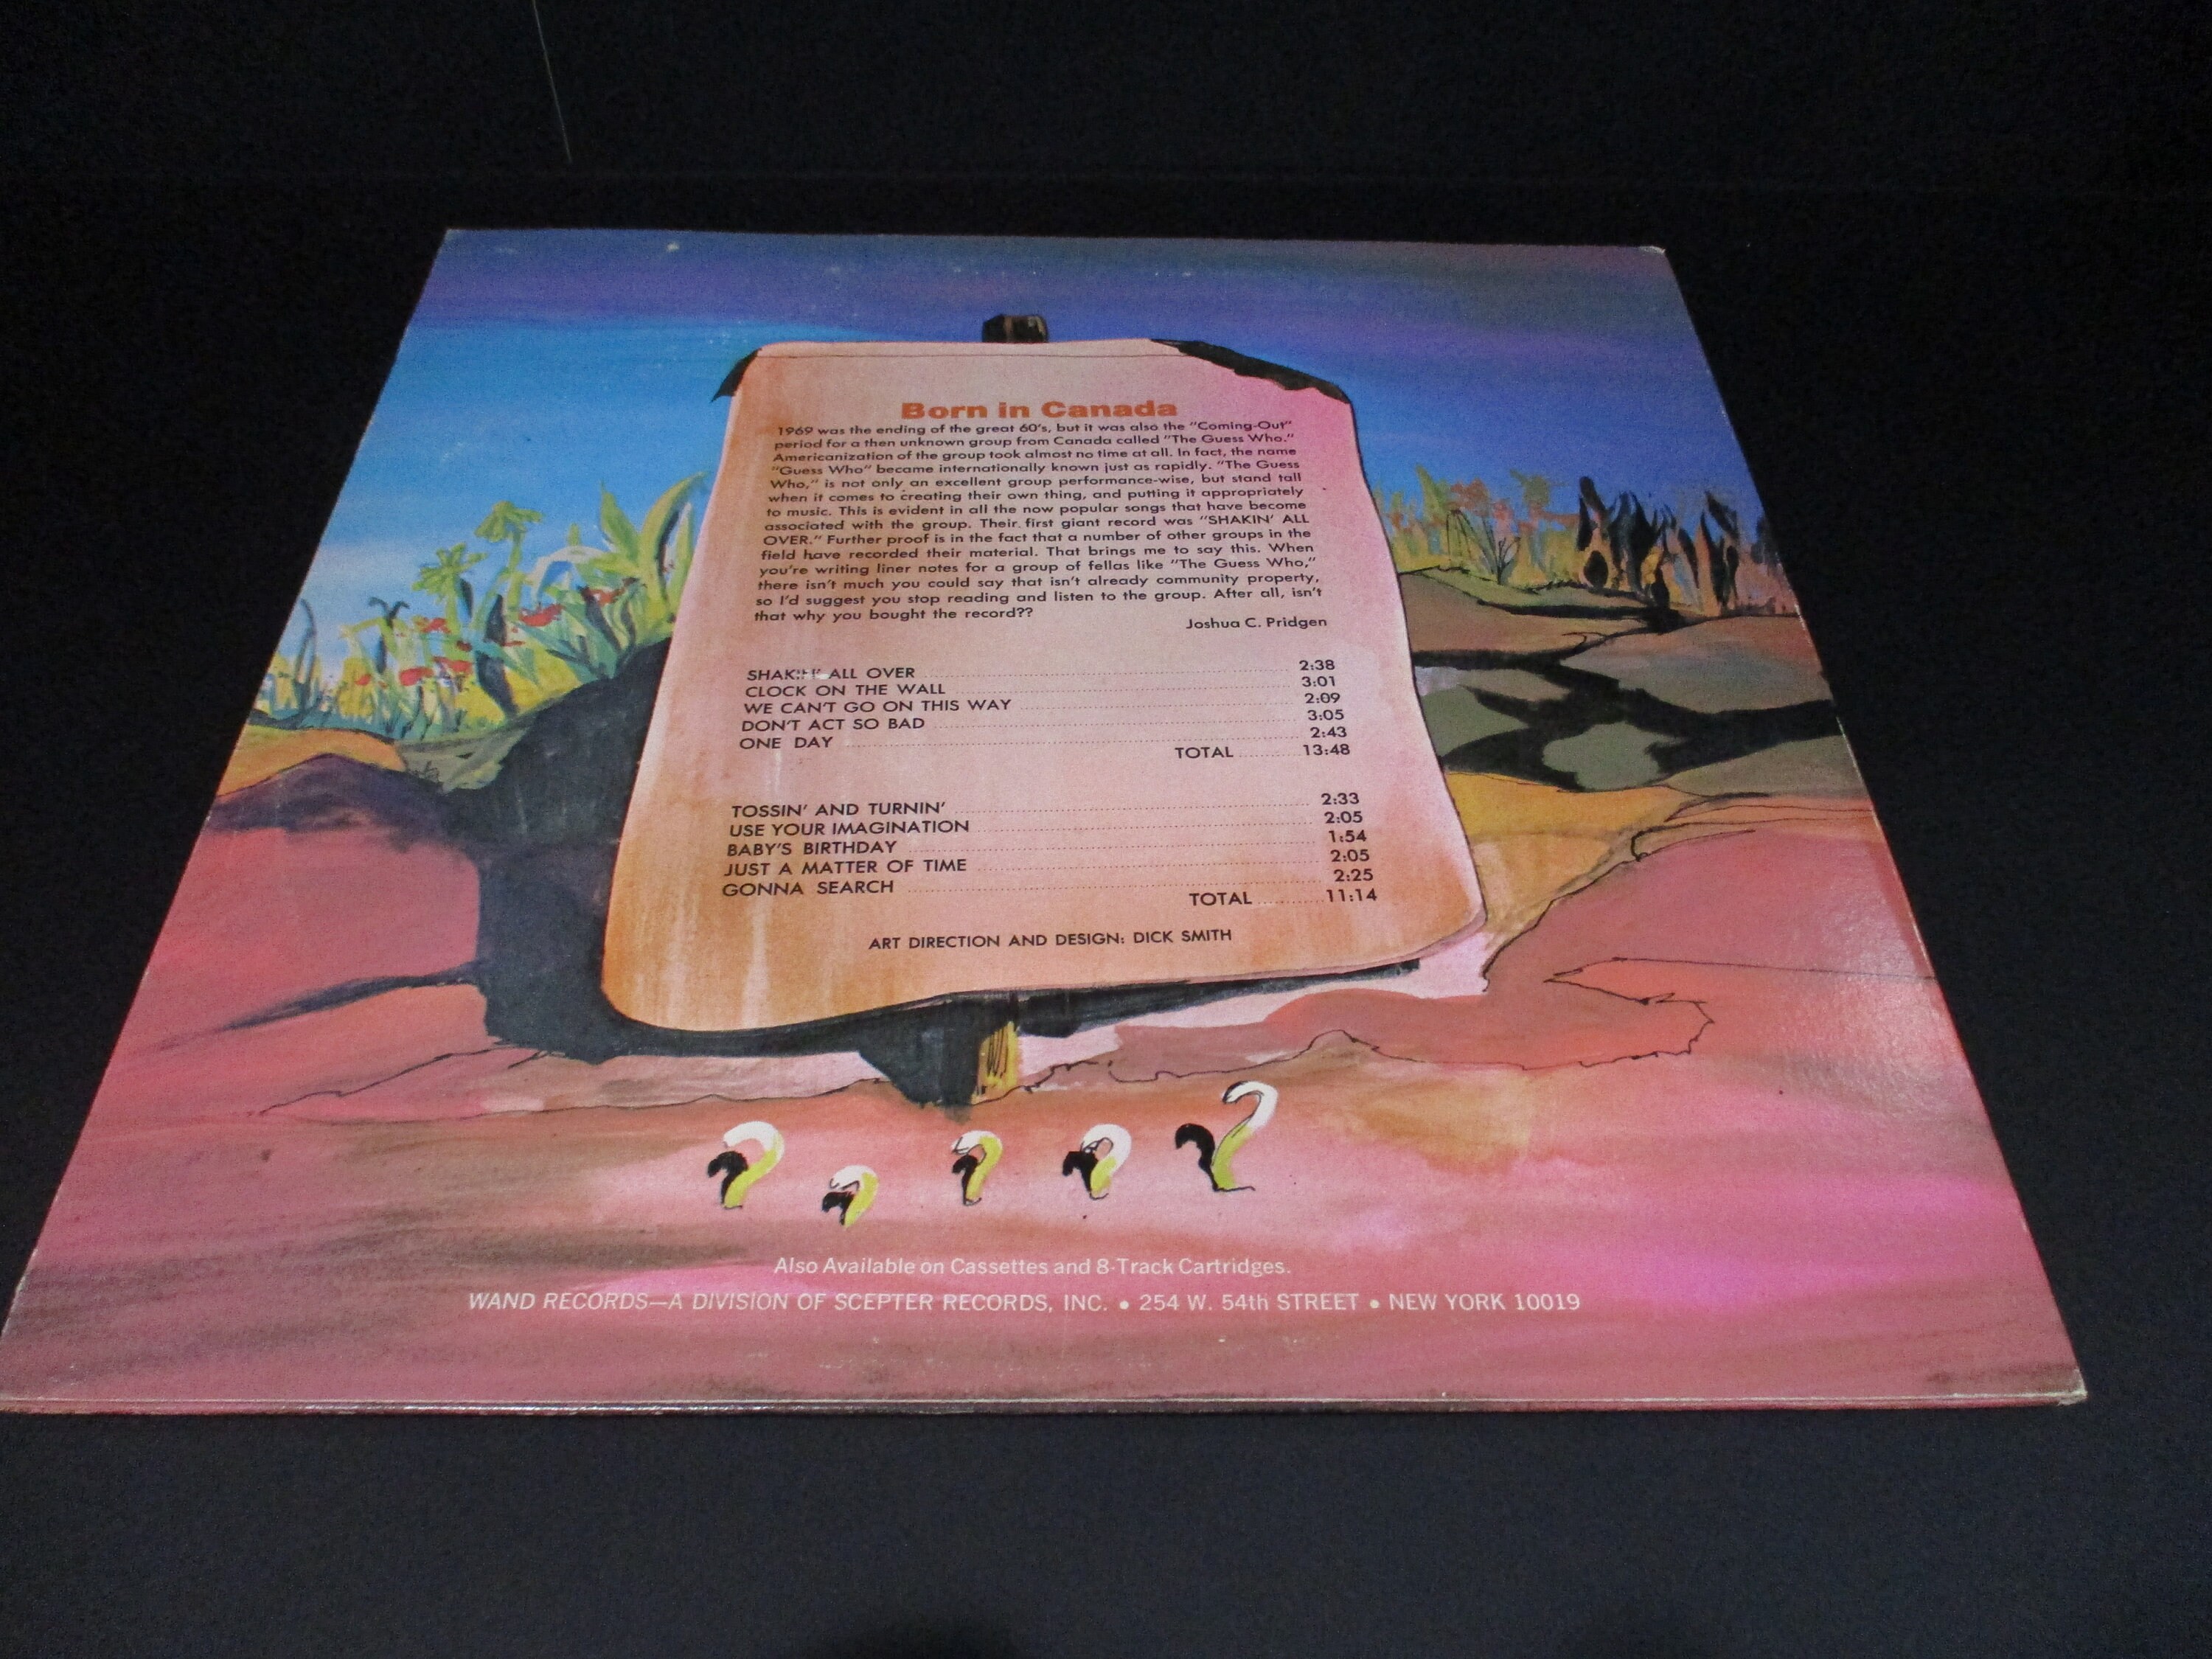 Born in Canada
1969 was the ending of the great 60's, but it was also the "Coming-Out"
period for a then unknown group from Canada called "The Guess Who."
Americanization of the group took almost no time at all. In fact, the name
"Guess Who" became internationally known just as rapidly. "The Guess
Who," is not only an excellent group performance-wise, but stand tall
when it comes to creating their own thing, and putting it appropriately
to music. This is evident in all the now popular songs that have become
associated with the group. Their first giant record was "SHAKIN' ALL
OVER." Further proof is in the fact that a number of other groups in the
field have recorded their material. That brings me to say this. When
you're writing liner notes for a group of fellas like "The Guess Who,"
there isn't much you could say that isn't already community property,
so I'd suggest you stop reading and listen to the group. After all, isn't
that why you bought the record??
Joshua C. Pridgen
SHAKIN' ALL OVER 2:38
CLOCK ON THE WALL 3:01
WE CAN'T GO ON THIS WAY 2:09
DON'T ACT SO BAD 3:05
ONE DAY 2:43
TOTAL 13:48
TOSSIN' AND TURNIN' 2:33
USE YOUR IMAGINATION 2:05
BABY'S BIRTHDAY 1:54
JUST A MATTER OF TIME 2:05
GONNA SEARCH 2:25
TOTAL 11:14
ART DIRECTION AND DESIGN: DICK SMITH
? ? ? ? ?
Also Available on Cassettes and 8-Track Cartridges.
WAND RECORDS—A DIVISION OF SCEPTER RECORDS, INC. • 254 W. 54th STREET • NEW YORK 10019